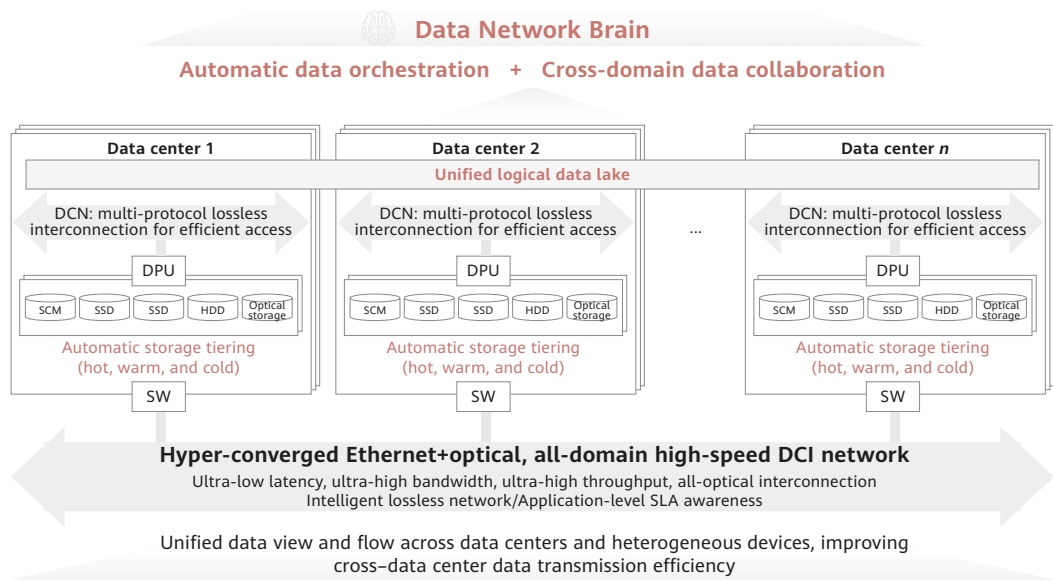 Data Network Brain
Automatic data orchestration + Cross-domain data collaboration
Data center 1
Data center 2
Data center n
Unified logical data lake
DCN: multi-protocol lossless
interconnection for efficient access
DCN: multi-protocol lossless
interconnection for efficient access
...
DCN: multi-protocol lossless
interconnection for efficient access
DPU
DPU
DPU
SCM
SSD
SSD
HDD
Optical
storage
SCM
SSD
SSD
HDD
Optical
storage
SCM
SSD
SSD
HDD
Optical
storage
Automatic storage tiering
(hot, warm, and cold)
Automatic storage tiering
(hot, warm, and cold)
Automatic storage tiering
(hot, warm, and cold)
SW
SW
SW
Hyper-converged Ethernet+optical, all-domain high-speed DCI network
Ultra-low latency, ultra-high bandwidth, ultra-high throughput, all-optical interconnection
Intelligent lossless network/Application-level SLA awareness
Unified data view and flow across data centers and heterogeneous devices, improving
cross–data center data transmission efficiency